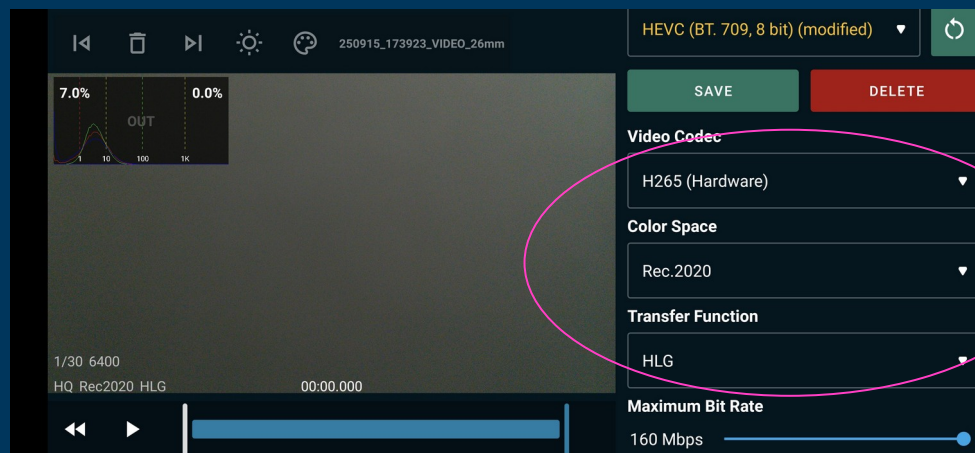 250915_173923_VIDEO_26mm
HEVC (BT. 709, 8 bit) (modified)
7.0% 0.0%
OUT
1 10 100 1K
SAVE DELETE
Video Codec
H265 (Hardware)
Color Space
Rec.2020
Transfer Function
HLG
1/30 6400
HQ Rec2020 HLG 00:00.000
Maximum Bit Rate
160 Mbps